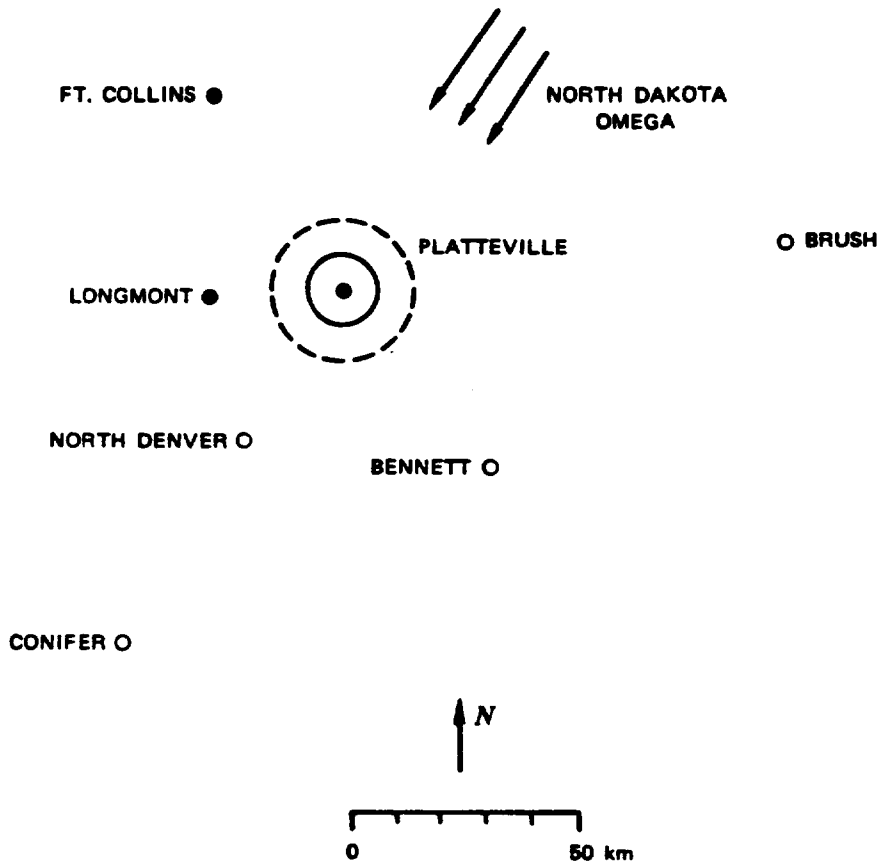 FT. COLLINS
NORTH DAKOTA
OMEGA
PLATTEVILLE
BRUSH
LONGMONT
NORTH DENVER
BENNETT
CONIFER
N
0 50 km